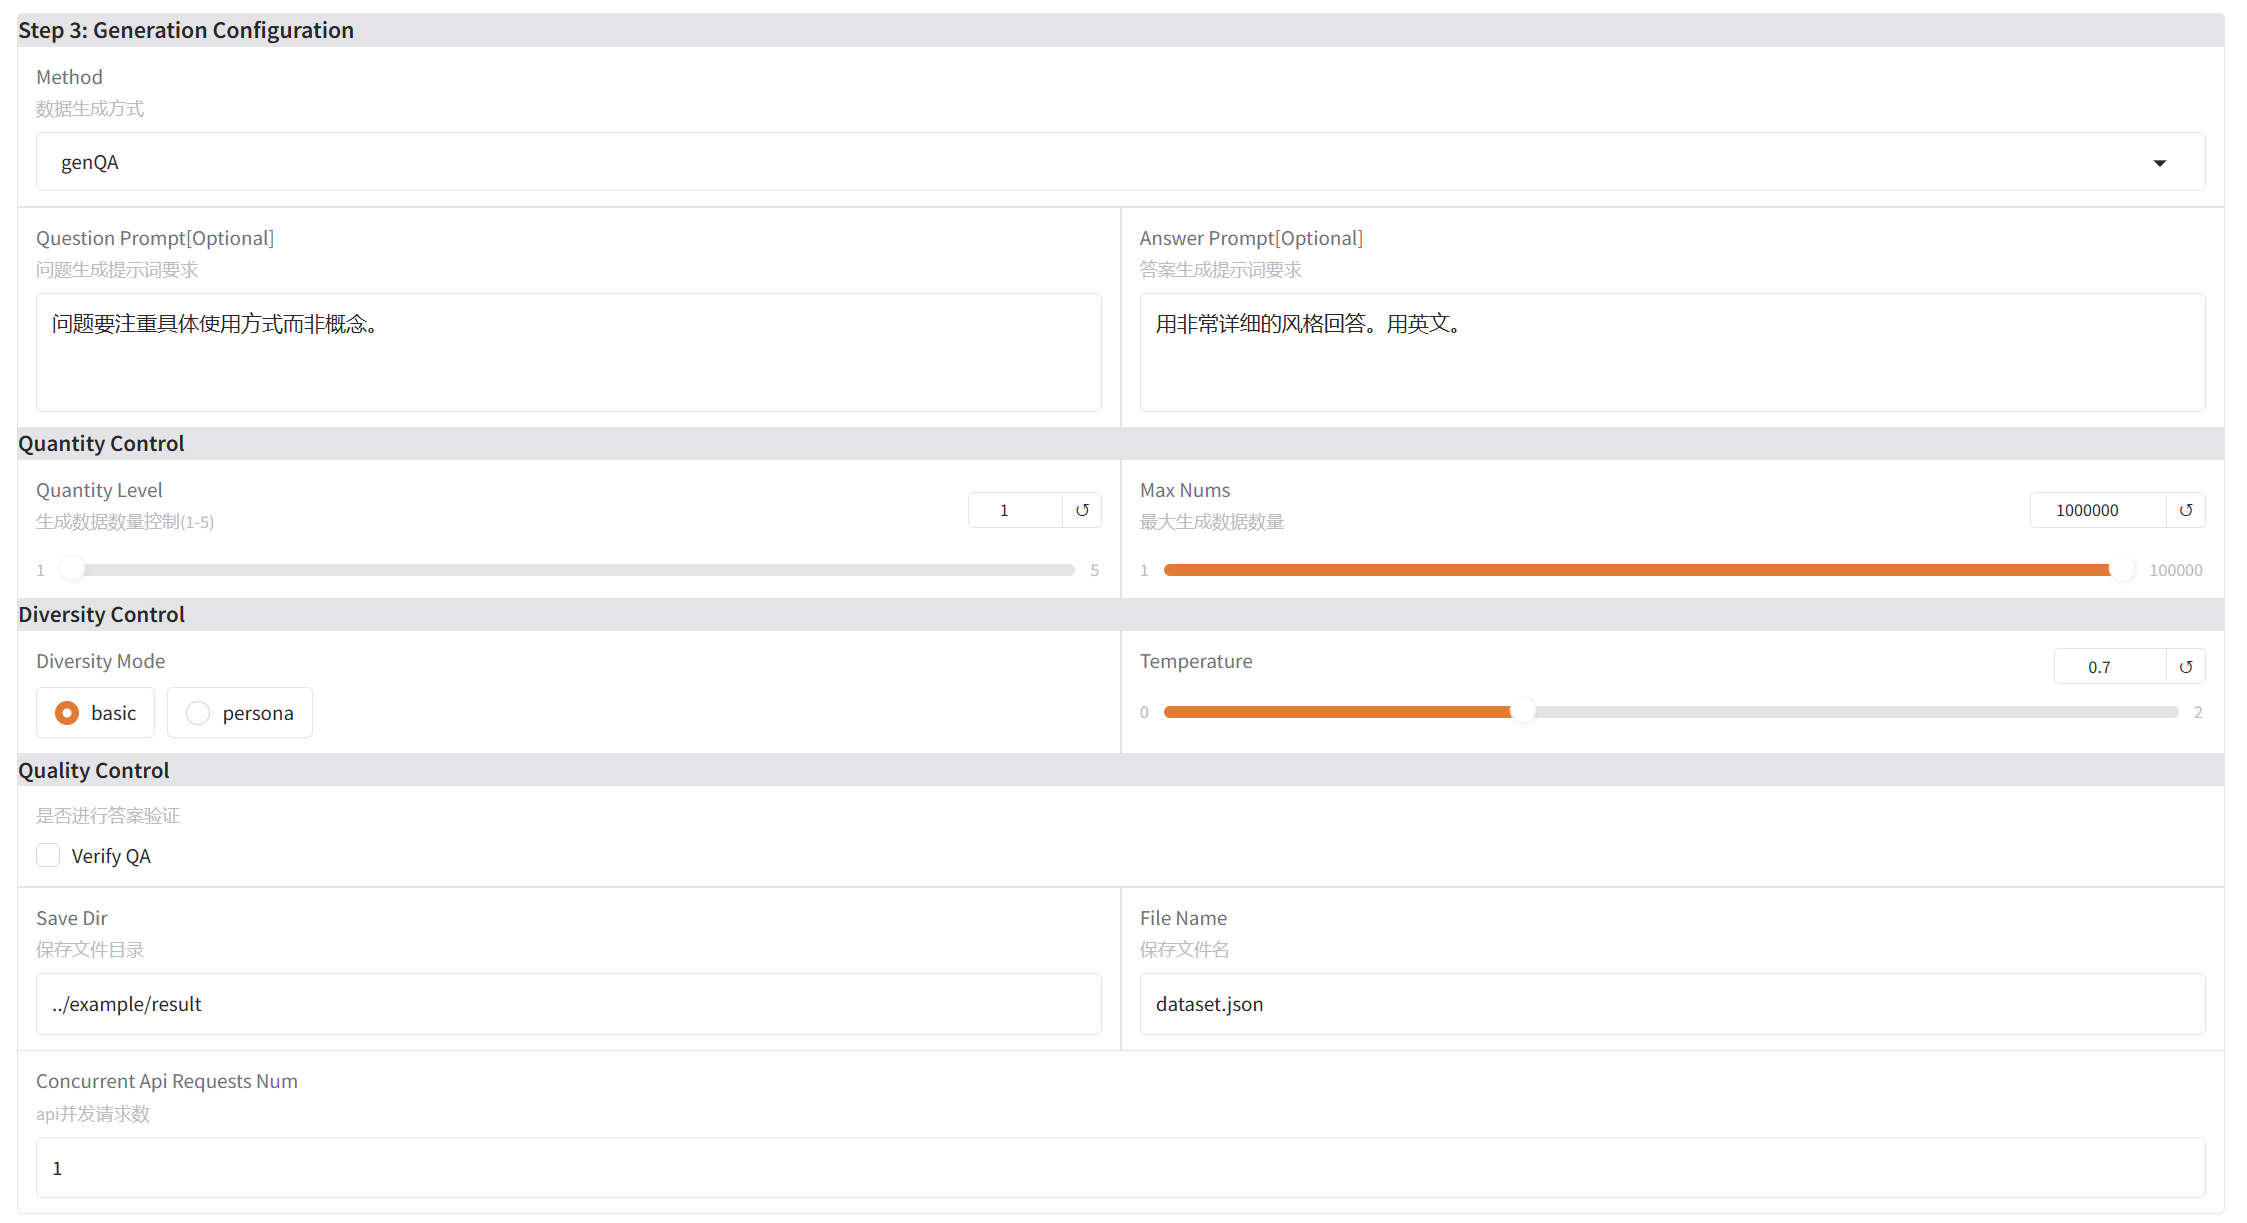 Step 3: Generation Configuration
Method
数据生成方式
genQA
Question Prompt[Optional]
问题生成提示词要求
问题要注重具体使用方式而非概念。
Answer Prompt[Optional]
答案生成提示词要求
用非常详细的风格回答。用英文。
Quantity Control
Quantity Level
生成数据数量控制(1-5)
1
1
5
Max Nums
最大生成数据数量
1000000
1
100000
Diversity Control
Diversity Mode
basic
persona
Temperature
0.7
0
2
Quality Control
是否进行答案验证
Verify QA
Save Dir
保存文件目录
../example/result
File Name
保存文件名
dataset.json
Concurrent Api Requests Num
api并发请求数
1